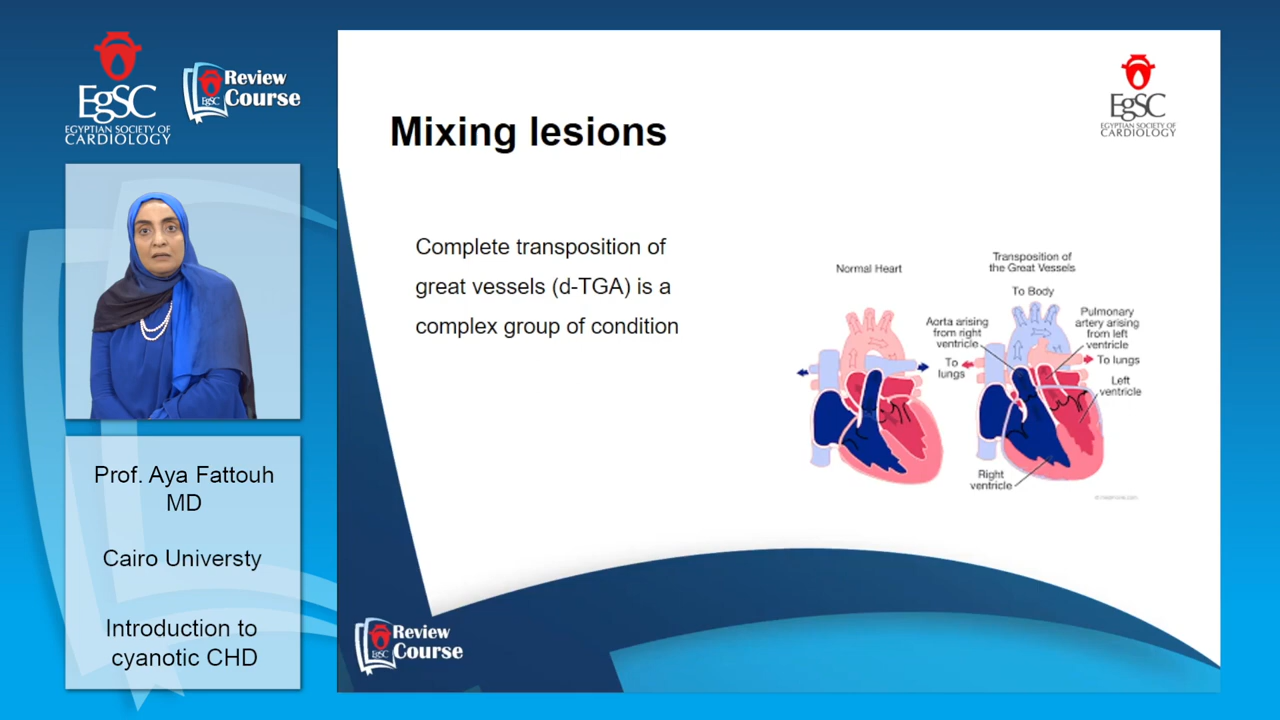 EgSC
EGYPTIAN SOCIETY OF
CARDIOLOGY
EgSC
Review
Course
EgSC
EGYPTIAN SOCIETY OF
CARDIOLOGY
Mixing lesions
Complete transposition of
great vessels (d-TGA) is a
complex group of condition
Normal Heart
Transposition of
the Great Vessels
To Body
Aorta arising
from right
ventricle
Pulmonary
artery arising
from left
ventricle
To
lungs
To lungs
Left
ventricle
Right
ventricle
Prof. Aya Fattouh
MD
Cairo Universty
Introduction to
cyanotic CHD
EgSC
Review
Course